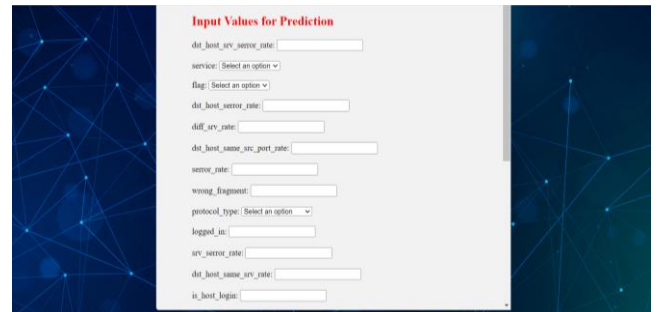 Input Values for Prediction
dst_host_srv_serror_rate:
service: Select an option
flag: Select an option
dst_host_serror_rate:
diff_srv_rate:
dst_host_same_src_port_rate:
serror_rate:
wrong_fragment:
protocol_type: Select an option
logged_in:
srv_serror_rate:
dst_host_same_srv_rate:
is_host_login: